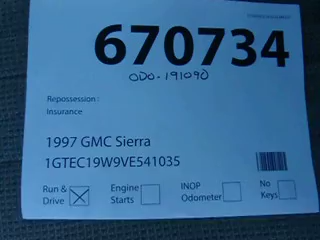 670734
ODO-191090
Repossession :
Insurance
1997 GMC Sierra
1GTEC19W9VE541035
Run & Drive
Engine Starts
INOP Odometer
No Keys